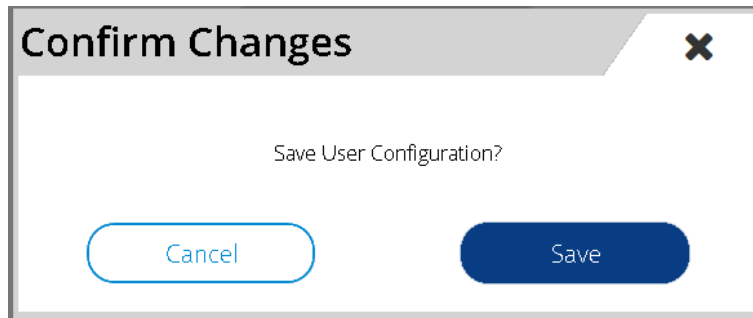 Confirm Changes
Save User Configuration?
Cancel
Save